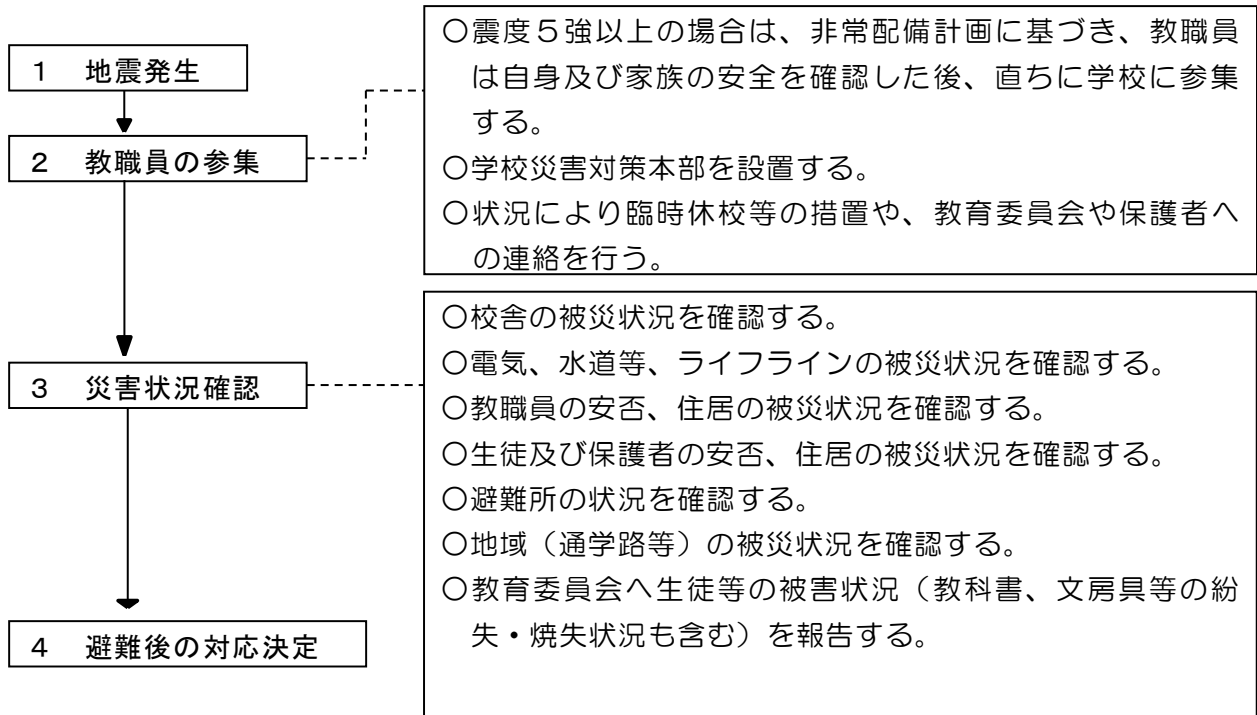 1 地震発生
2 教職員の参集
〇震度５強以上の場合は、非常配備計画に基づき、教職員
は自身及び家族の安全を確認した後、直ちに学校に参集
する。
〇学校災害対策本部を設置する。
〇状況により臨時休校等の措置や、教育委員会や保護者へ
の連絡を行う。
3 災害状況確認
〇校舎の被災状況を確認する。
〇電気、水道等、ライフラインの被災状況を確認する。
〇教職員の安否、住居の被災状況を確認する。
〇生徒及び保護者の安否、住居の被災状況を確認する。
〇避難所の状況を確認する。
〇地域（通学路等）の被災状況を確認する。
〇教育委員会へ生徒等の被害状況（教科書、文房具等の紛
失・焼失状況も含む）を報告する。
4 避難後の対応決定